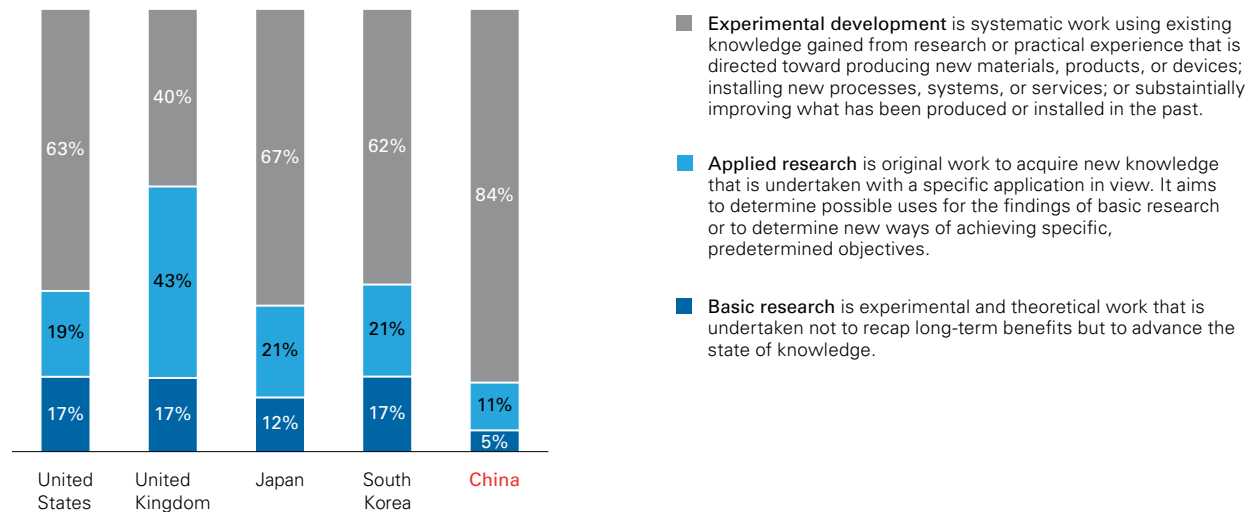 63%
40%
67%
62%
84%
19%
43%
21%
21%
11%
17%
17%
12%
17%
5%
United
States
United
Kingdom
Japan
South
Korea
China
Experimental development is systematic work using existing
knowledge gained from research or practical experience that is
directed toward producing new materials, products, or devices;
installing new processes, systems, or services; or substaintially
improving what has been produced or installed in the past.
Applied research is original work to acquire new knowledge
that is undertaken with a specific application in view. It aims
to determine possible uses for the findings of basic research
or to determine new ways of achieving specific,
predetermined objectives.
Basic research is experimental and theoretical work that is
undertaken not to recap long-term benefits but to advance the
state of knowledge.